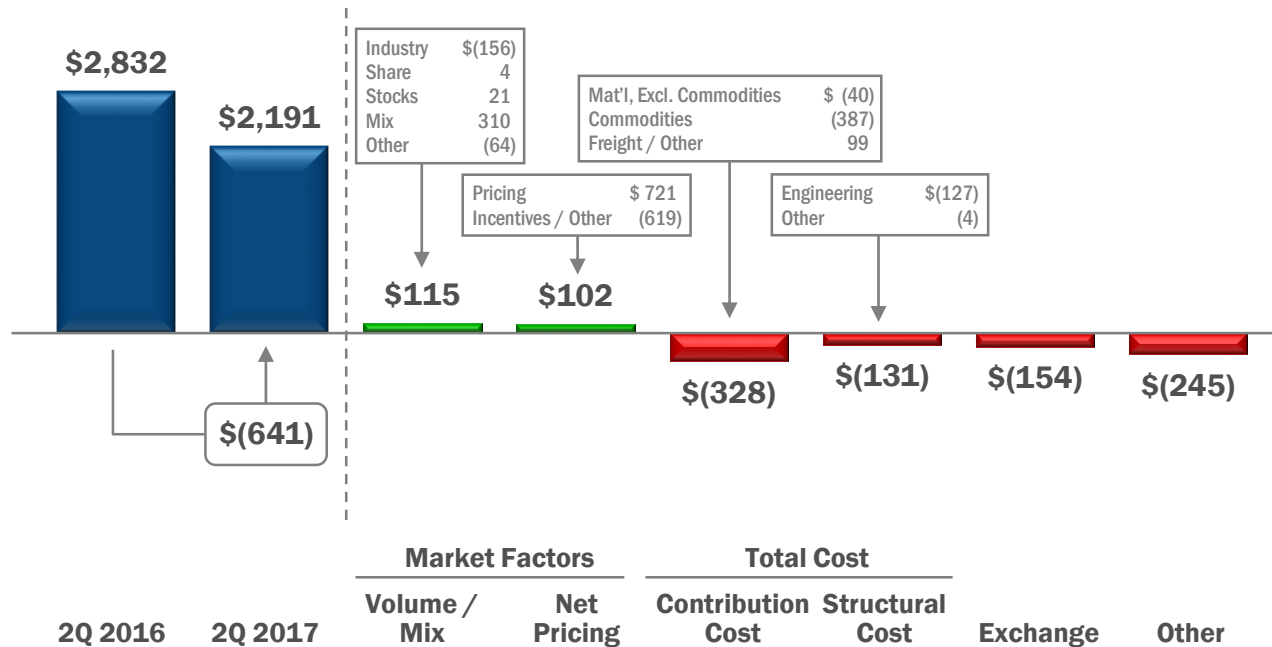 $2,832
$2,191
Industry $(156)
Share 4
Stocks 21
Mix 310
Other (64)
Mat'l, Excl. Commodities $ (40)
Commodities (387)
Freight / Other 99
Pricing $ 721
Incentives / Other (619)
Engineering $(127)
Other (4)
$115
$102
$(328)
$(131)
$(154)
$(245)
$(641)
Market Factors
Total Cost
2Q 2016
2Q 2017
Volume /
Mix
Net
Pricing
Contribution
Cost
Structural
Cost
Exchange
Other